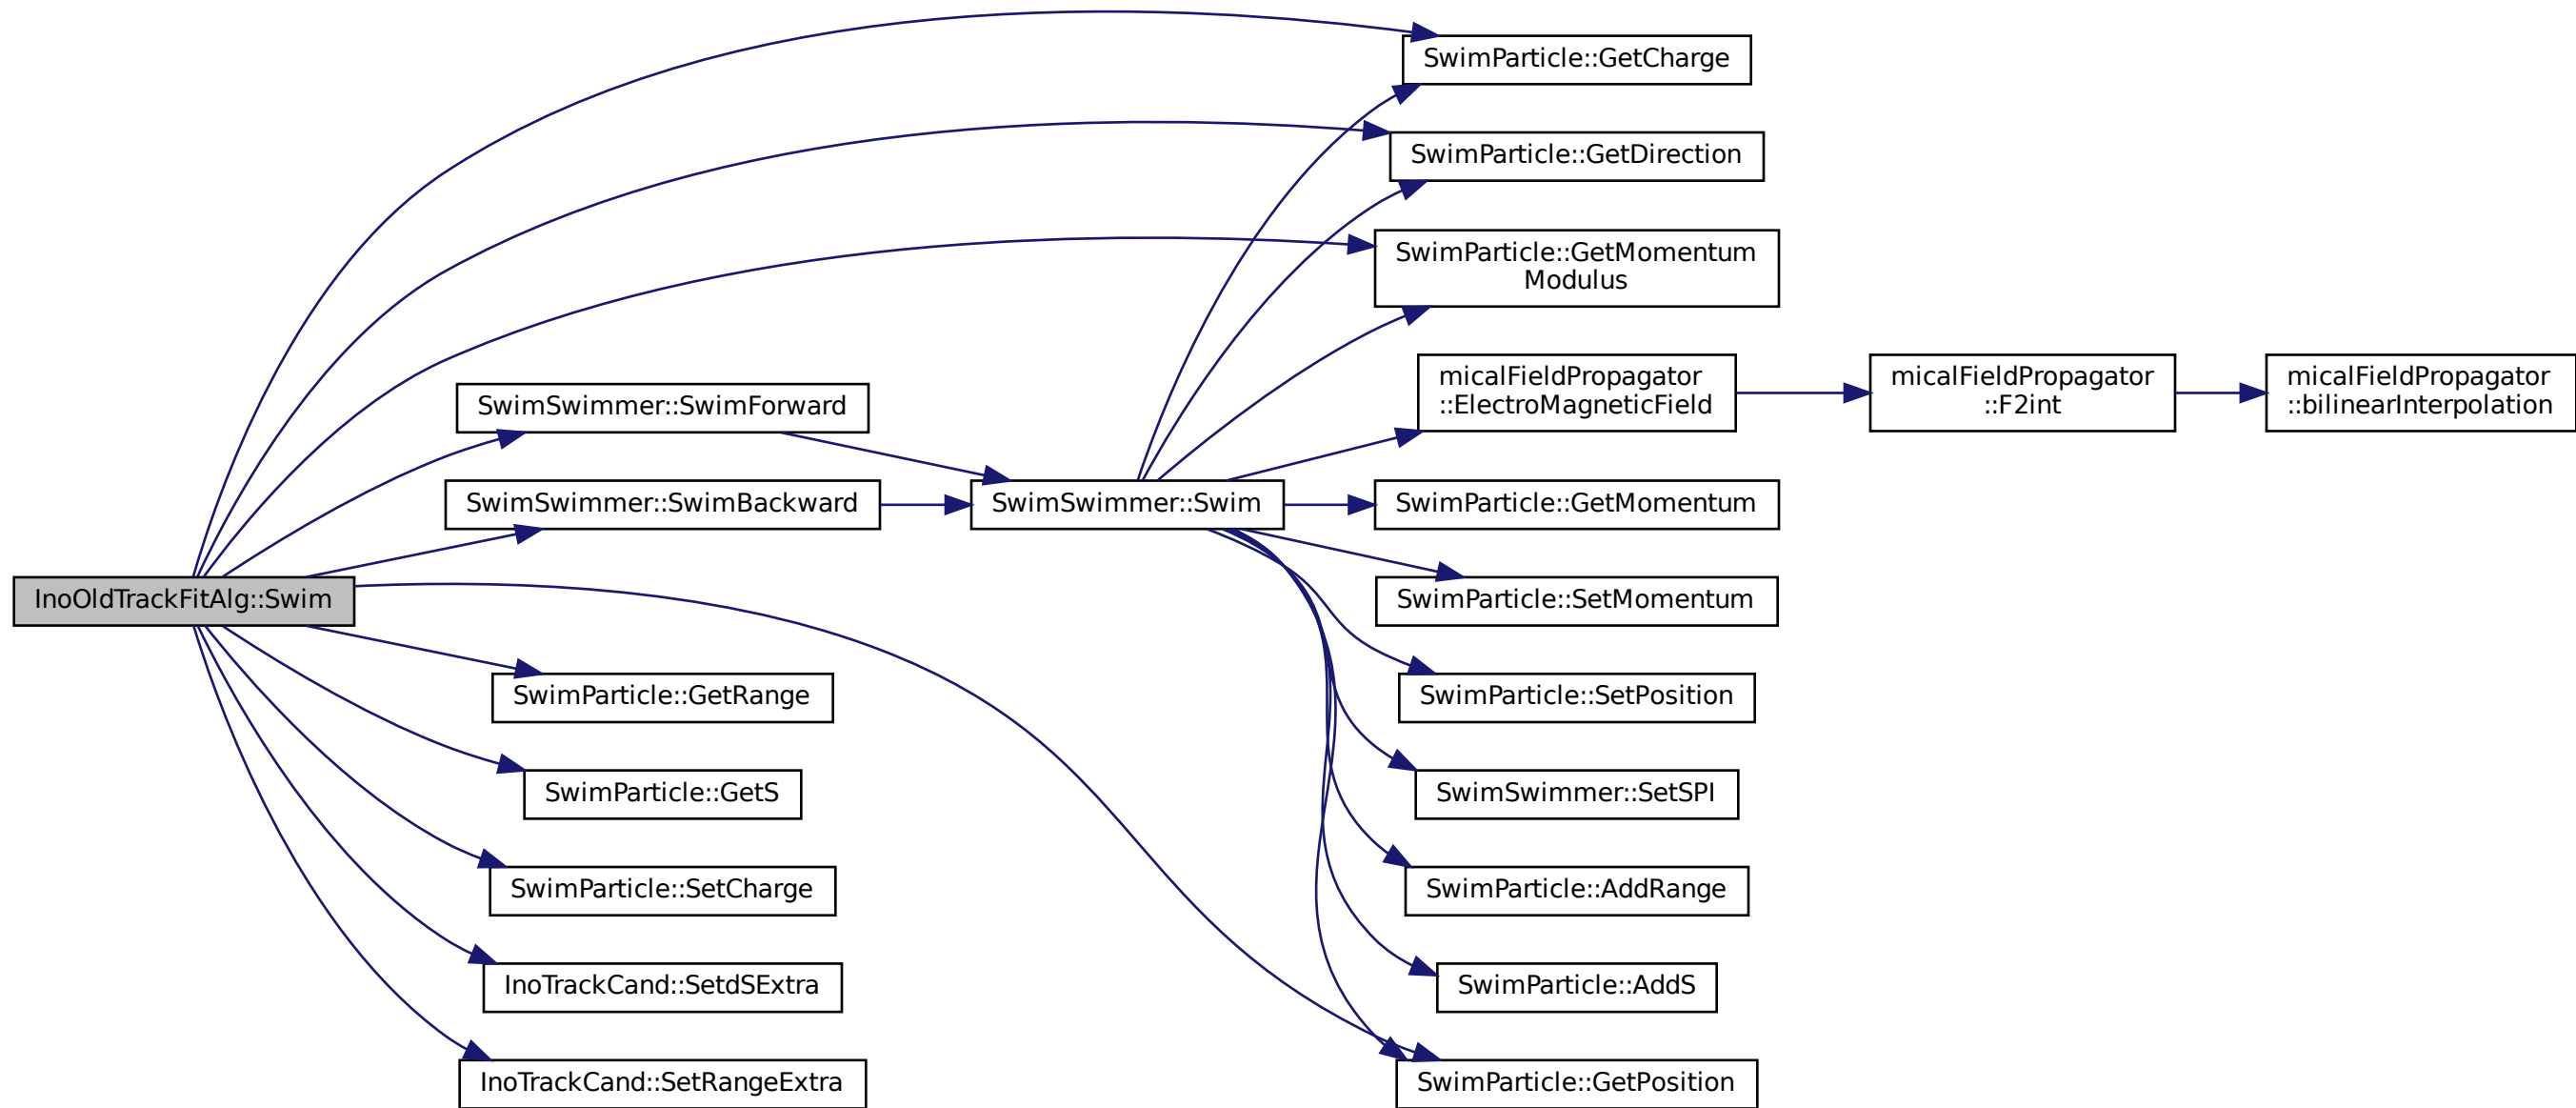 SwimParticle::GetCharge
SwimParticle::GetDirection
SwimParticle::GetMomentum
Modulus
micalFieldPropagator
::ElectroMagneticField
micalFieldPropagator
::F2int
micalFieldPropagator
::bilinearInterpolation
SwimSwimmer::SwimForward
SwimSwimmer::SwimBackward
SwimSwimmer::Swim
SwimParticle::GetMomentum
InoOldTrackFitAlg::Swim
SwimParticle::SetMomentum
SwimParticle::GetRange
SwimParticle::SetPosition
SwimParticle::GetS
SwimSwimmer::SetSPI
SwimParticle::SetCharge
SwimParticle::AddRange
InoTrackCand::SetdSExtra
SwimParticle::AddS
InoTrackCand::SetRangeExtra
SwimParticle::GetPosition